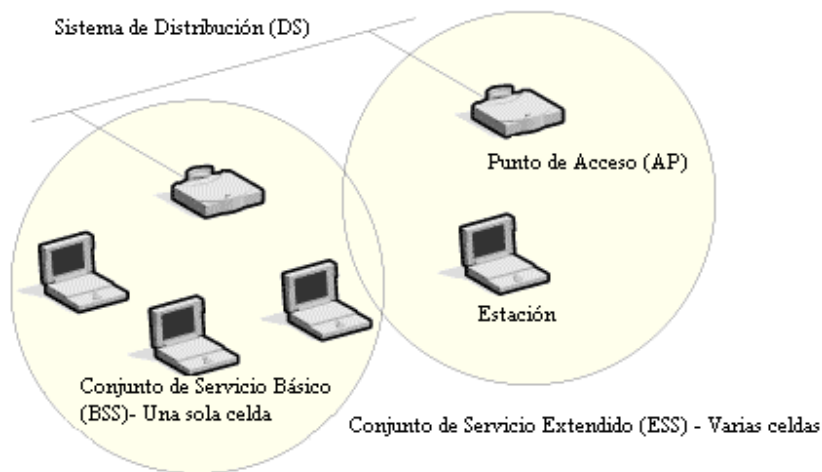 Sistema de Distribución (DS)
Punto de Acceso (AP)
Estación
Conjunto de Servicio Básico
(BSS)- Una sola celda
Conjunto de Servicio Extendido (ESS) - Varias celdas